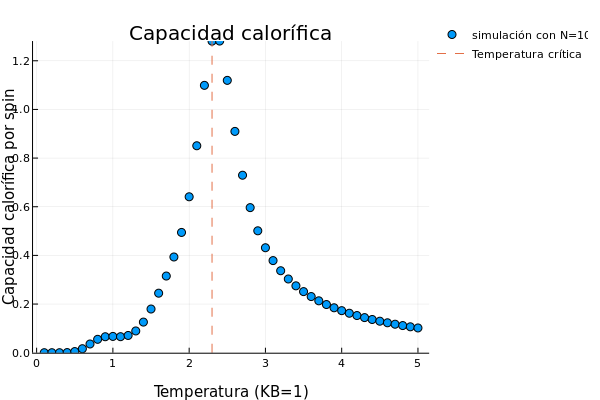 Capacidad calorífica
simulación con N=10
Temperatura crítica
Capacidad calorífica por spin
1.2
1.0
0.8
0.6
0.4
0.2
0.0
0 1 2 3 4 5
Temperatura (KB=1)